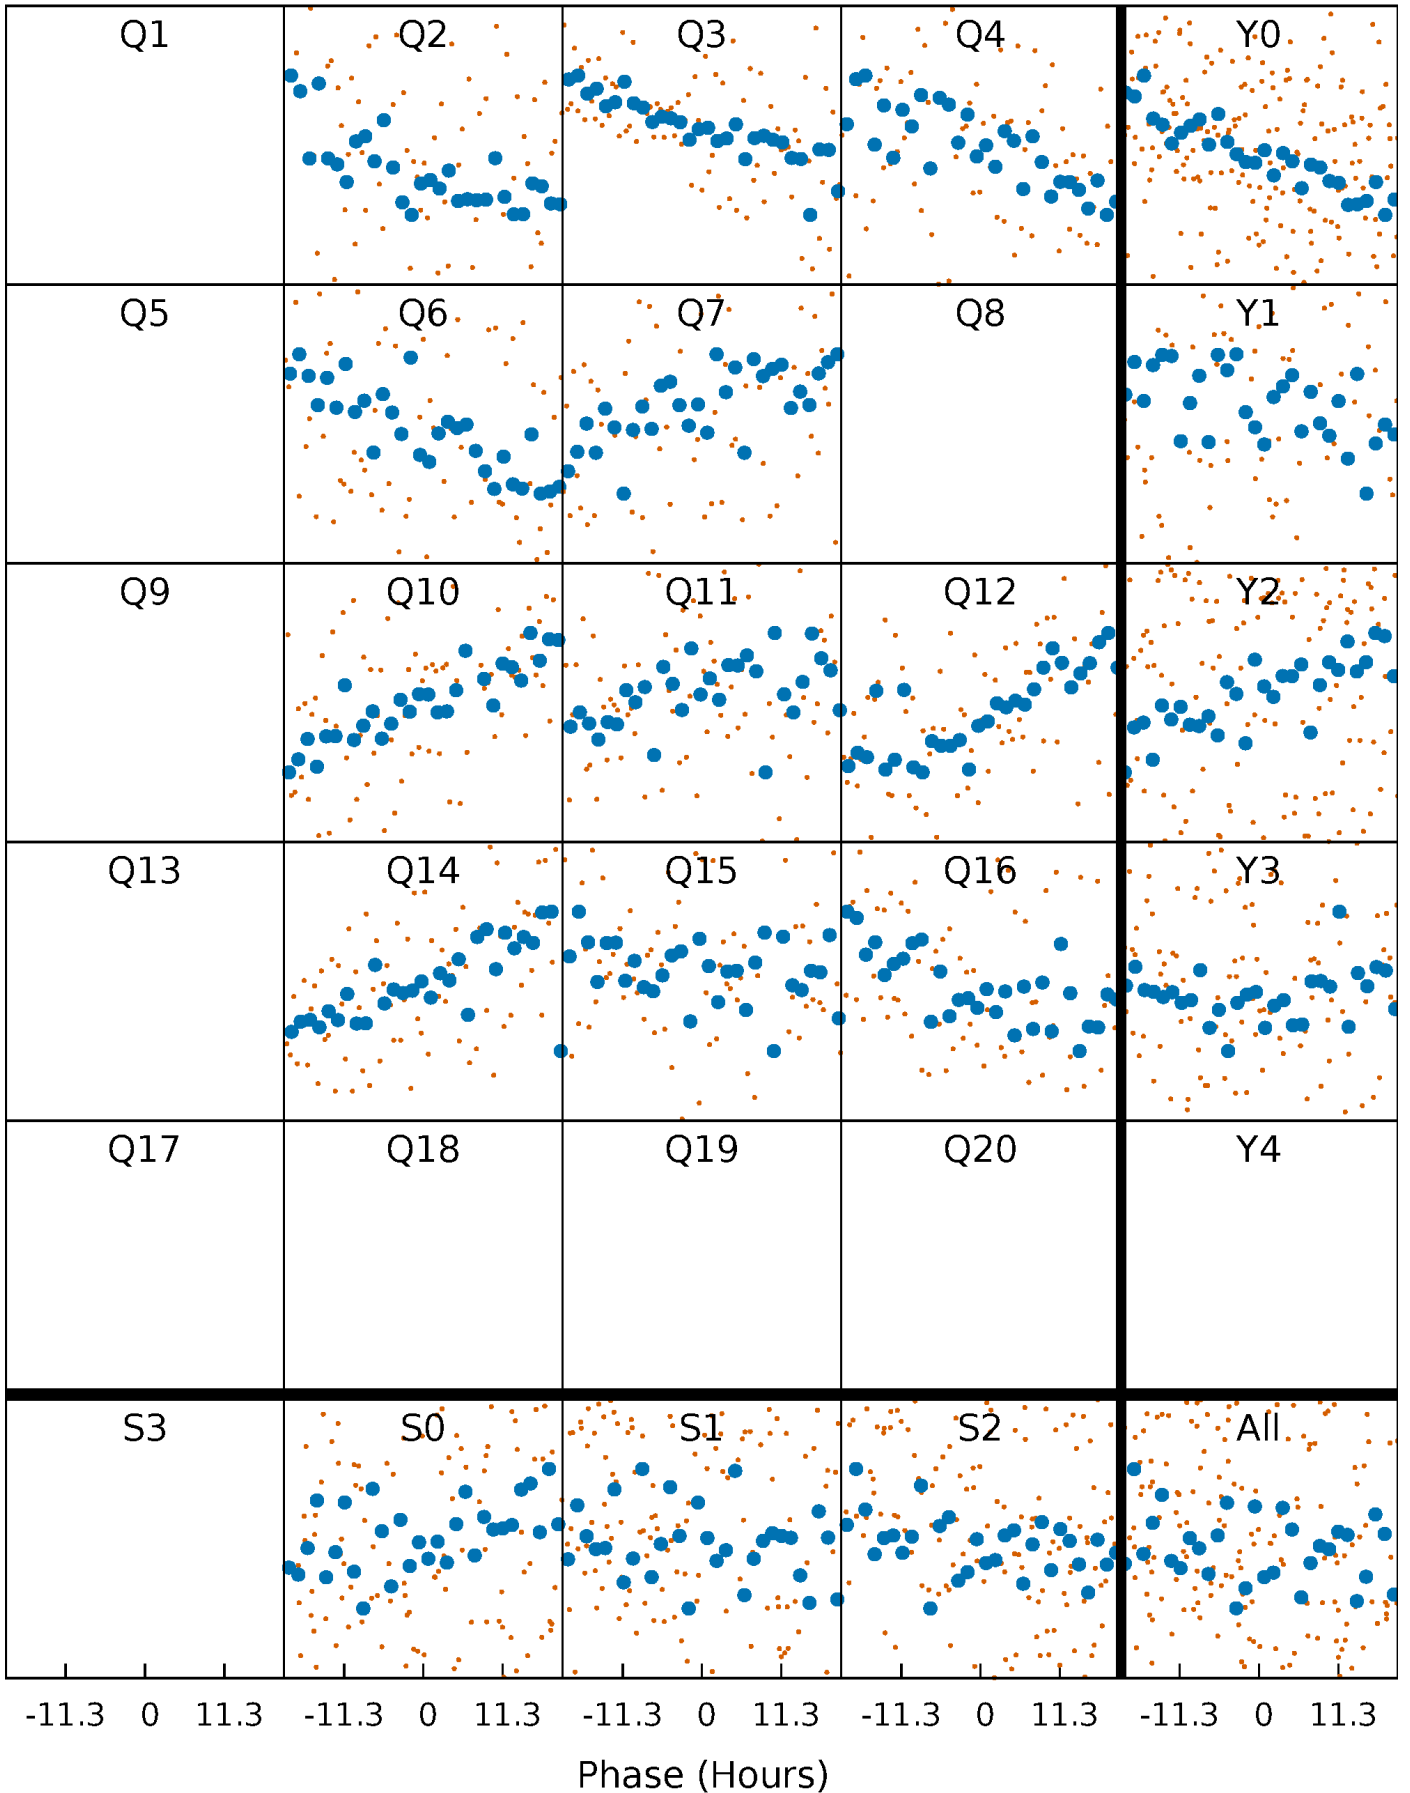 Q1 Q2 Q3 Q4 Y0
Q5 Q6 Q7 Q8 Y1
Q9 Q10 Q11 Q12 Y2
Q13 Q14 Q15 Q16 Y3
Q17 Q18 Q19 Q20 Y4
S3 S0 S1 S2 All
-11.3 0 11.3 -11.3 0 11.3 -11.3 0 11.3 -11.3 0 11.3 -11.3 0 11.3
Phase (Hours)